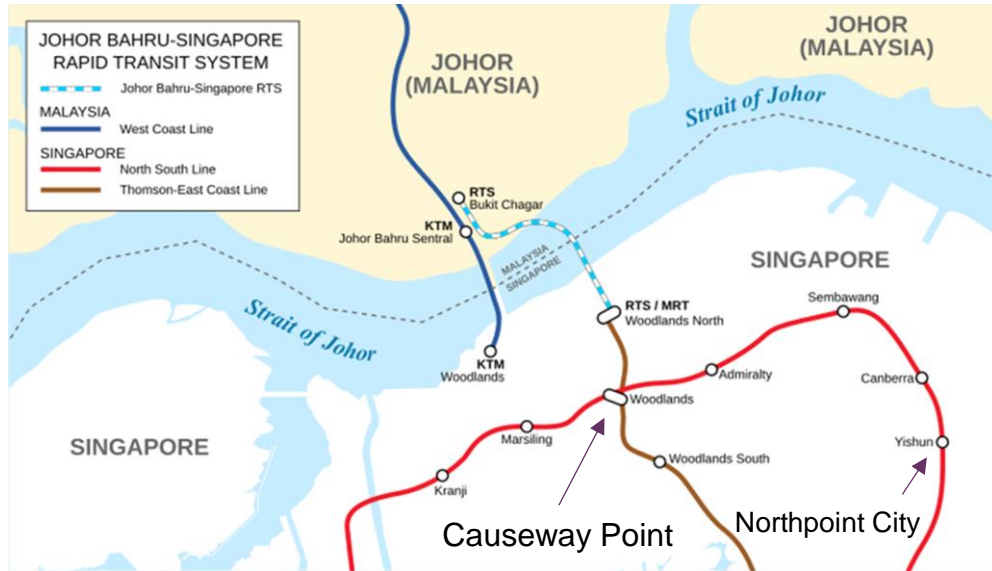 JOHOR BAHRU-SINGAPORE
RAPID TRANSIT SYSTEM
Johor Bahru-Singapore RTS
MALAYSIA
West Coast Line
SINGAPORE
North South Line
Thomson-East Coast Line
JOHOR
(MALAYSIA)
JOHOR
(MALAYSIA)
Strait of Johor
RTS
Bukit Chagar
KTM
Johor Bahru Sentral
MALAYSIA
SINGAPORE
SINGAPORE
RTS / MRT
Woodlands North
Sembawang
Strait of Johor
KTM
Woodlands
Admiralty
Canberra
Woodlands
Marsiling
Yishun
SINGAPORE
Woodlands South
Kranji
Causeway Point
Northpoint City